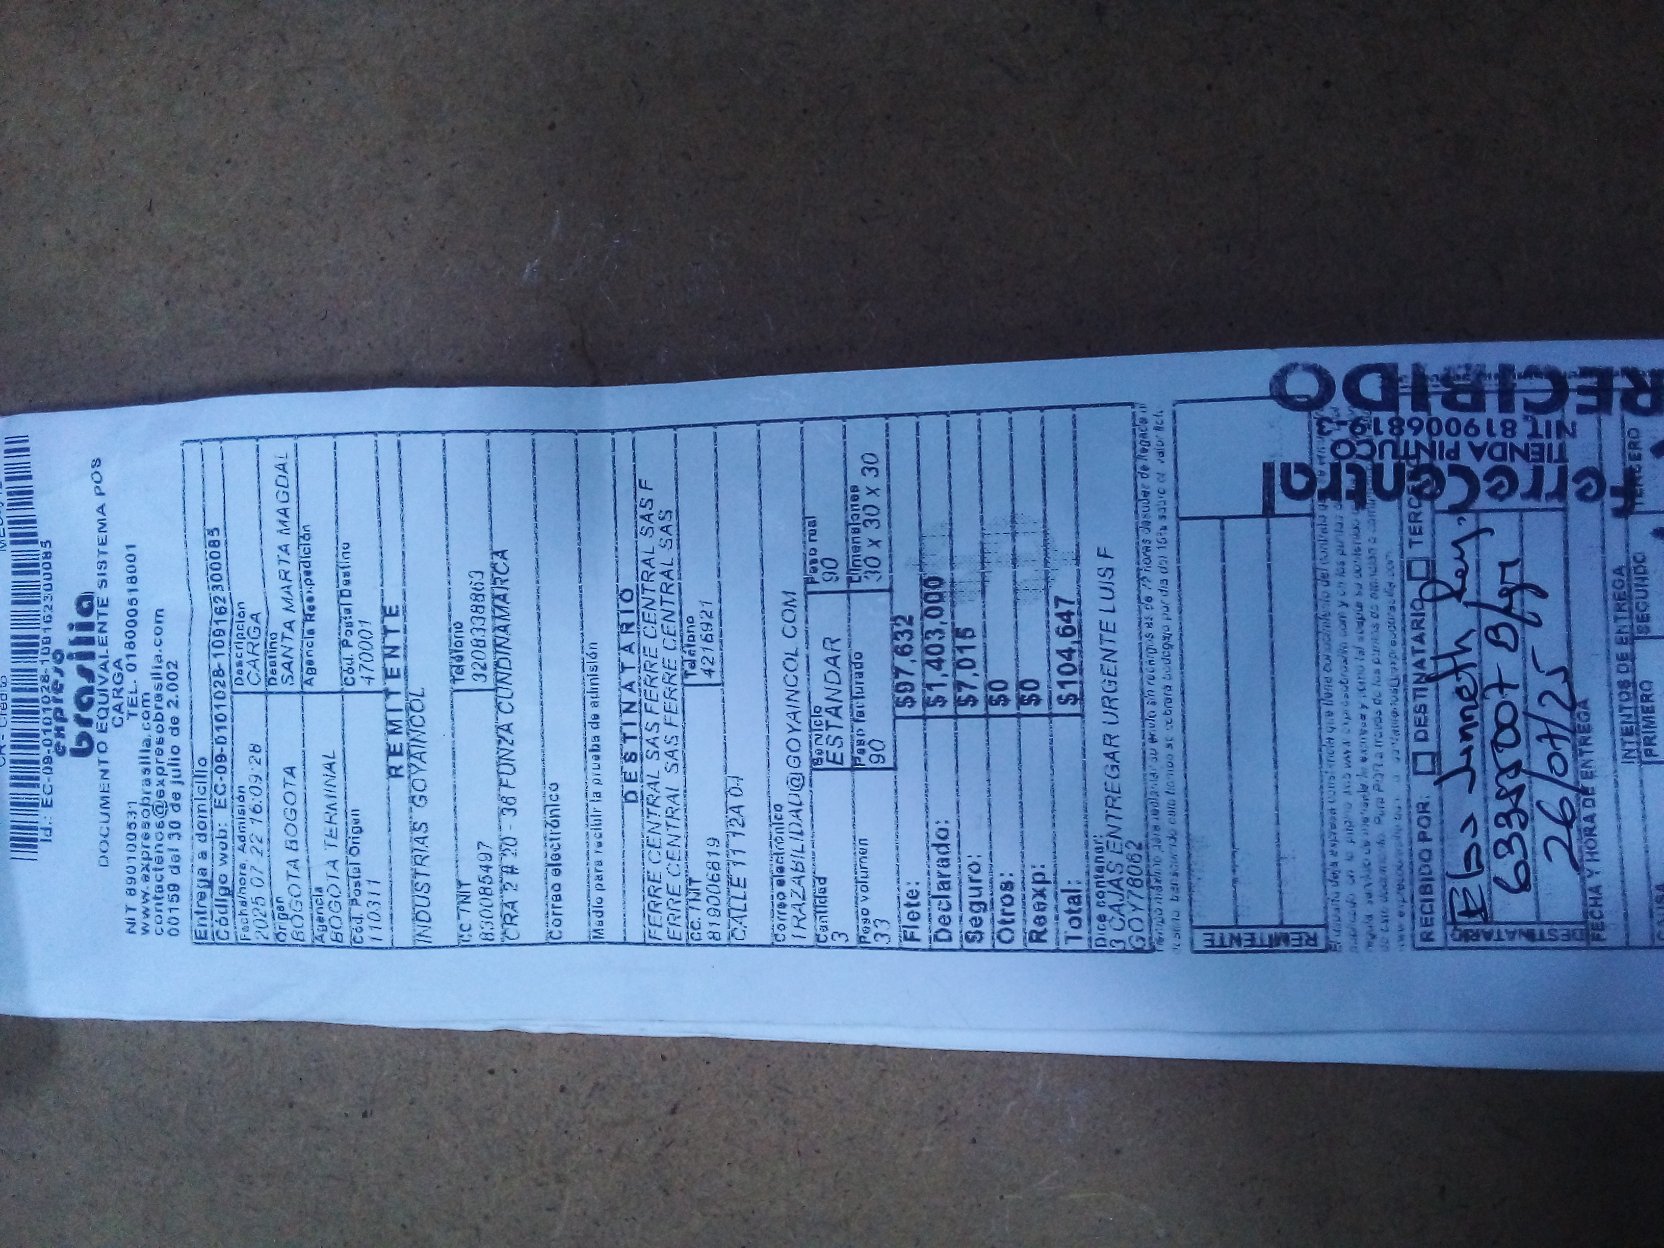 Id.: EC-09-0101028-1091623000085
expreso
brasilia
DOCUMENTO EQUIVALENTE SISTEMA POS
CARGA
NIT 890100531 TEL. 018000518001
www.expresobrasilia.com
contactenos@expresobrasilia.com
00159 del 30 de julio de 2.002
Entrega a domicilio
Código wub: EC-09-0101028-1091623000085
Fecha/hora Admisión Descripción
2025 07 22 16:09:28 CARGA
Origen Destino
BOGOTA BOGOTA SANTA MARTA MAGDAL
Agencia Agencia Reexpedición
BOGOTA TERMINAL
Cód. Postal Origen Cód. Postal Destino
110311 470001
REMITENTE
INDUSTRIAS GOYAINCOL
CC./NIT Teléfono
830085497 3208338863
CRA 2 # 20 - 38 FUNZA CUNDINAMARCA
Correo electrónico
Medio para recibir la prueba de admisión
DESTINATARIO
FERRE CENTRAL SAS FERRE CENTRAL SAS F
ERRE CENTRAL SAS FERRE CENTRAL SAS
CC./NIT Teléfono
819006819 4216921
CALLE 11 12A 04
Correo electrónico
TRAZABILIDAD@GOYAINCOL COM
Cantidad Servicio Peso real
3 ESTANDAR 90
Peso volumen Peso facturado Dimensiones
33 90 30 X 30 X 30
Flete: $97,632
Declarado: $1,403,000
Seguro: $7,015
Otros: $0
Reexp: $0
Total: $104,647
Dice contener:
3 CAJAS ENTREGAR URGENTE LUIS F
GOY78062
REMITENTE
RECIBIDO POR: DESTINATARIO TERC
DESTINATARIO
63385007 B/ga
26/07/25
FerreCentral
TIENDA PINTUCO
NIT 819006819-3
RECIBIDO
FECHA Y HORA DE ENTREGA
INTENTOS DE ENTREGA
PRIMERO SEGUNDO TERCERO